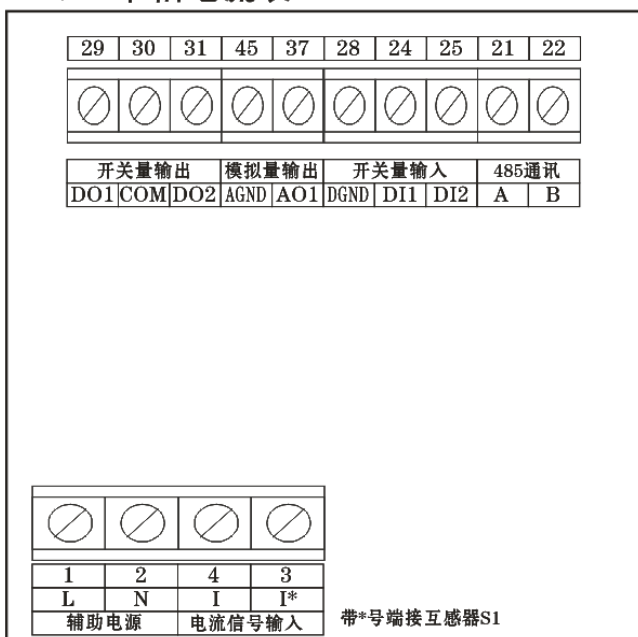 29 30 31 45 37 28 24 25 21 22
开关量输出 模拟量输出 开关量输入 485通讯
DO1 COM DO2 AGND AO1 DGND DI1 DI2 A B
1 2 4 3
L N I I*
辅助电源 电流信号输入 带*号端接互感器S1